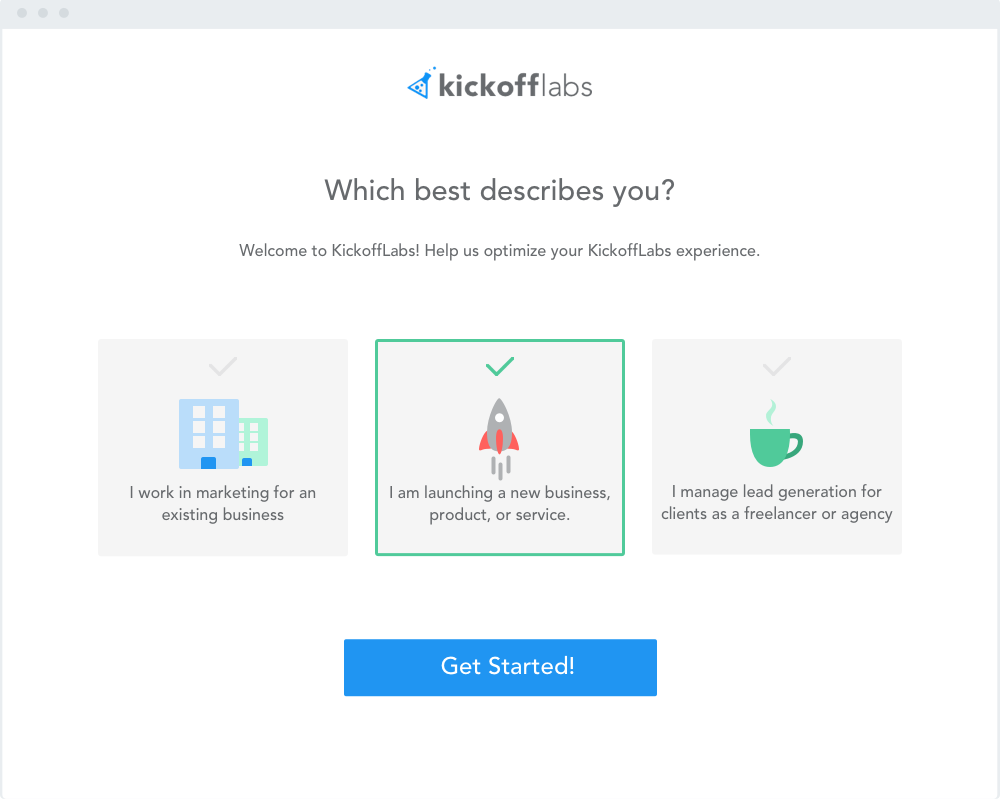 kickofflabs
Which best describes you?
Welcome to KickoffLabs! Help us optimize your KickoffLabs experience.
I work in marketing for an
existing business
I am launching a new business,
product, or service.
I manage lead generation for
clients as a freelancer or agency
Get Started!